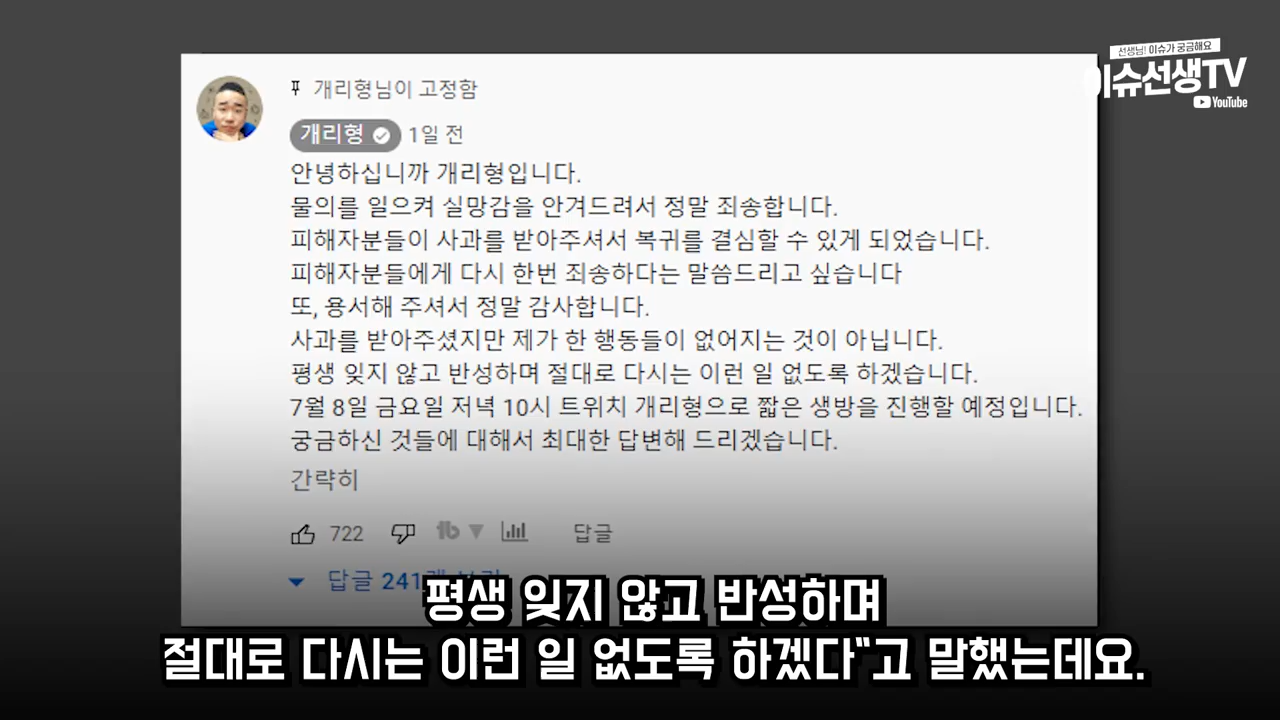 선생님! 이슈가 궁금해요
이슈선생TV
YouTube
개리형님이 고정함
개리형 1일 전
안녕하십니까 개리형입니다.
물의를 일으켜 실망감을 안겨드려서 정말 죄송합니다.
피해자분들이 사과를 받아주셔서 복귀를 결심할 수 있게 되었습니다.
피해자분들에게 다시 한번 죄송하다는 말씀드리고 싶습니다
또, 용서해 주셔서 정말 감사합니다.
사과를 받아주셨지만 제가 한 행동들이 없어지는 것이 아닙니다.
평생 잊지 않고 반성하며 절대로 다시는 이런 일 없도록 하겠습니다.
7월 8일 금요일 저녁 10시 트위치 개리형으로 짧은 생방을 진행할 예정입니다.
궁금하신 것들에 대해서 최대한 답변해 드리겠습니다.
간략히
722 답글
답글 241개
평생 잊지 않고 반성하며
절대로 다시는 이런 일 없도록 하겠다"고 말했는데요.